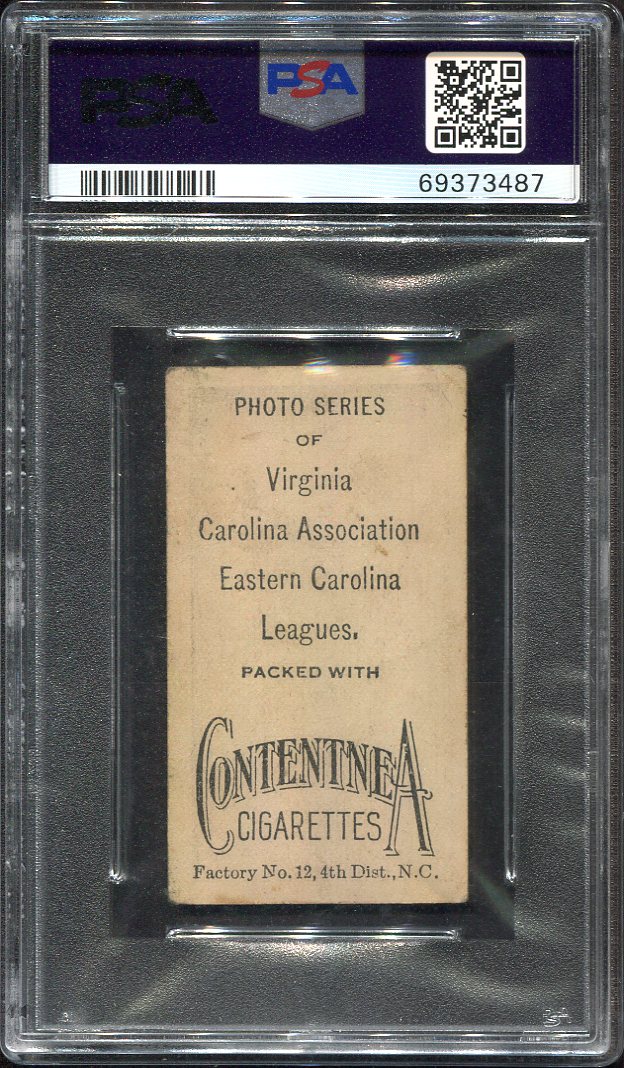 PSA
PSA
69373487
PHOTO SERIES
OF
Virginia
Carolina Association
Eastern Carolina
Leagues.
PACKED WITH
CONTENTNEA
CIGARETTES
Factory No. 12, 4th Dist., N.C.